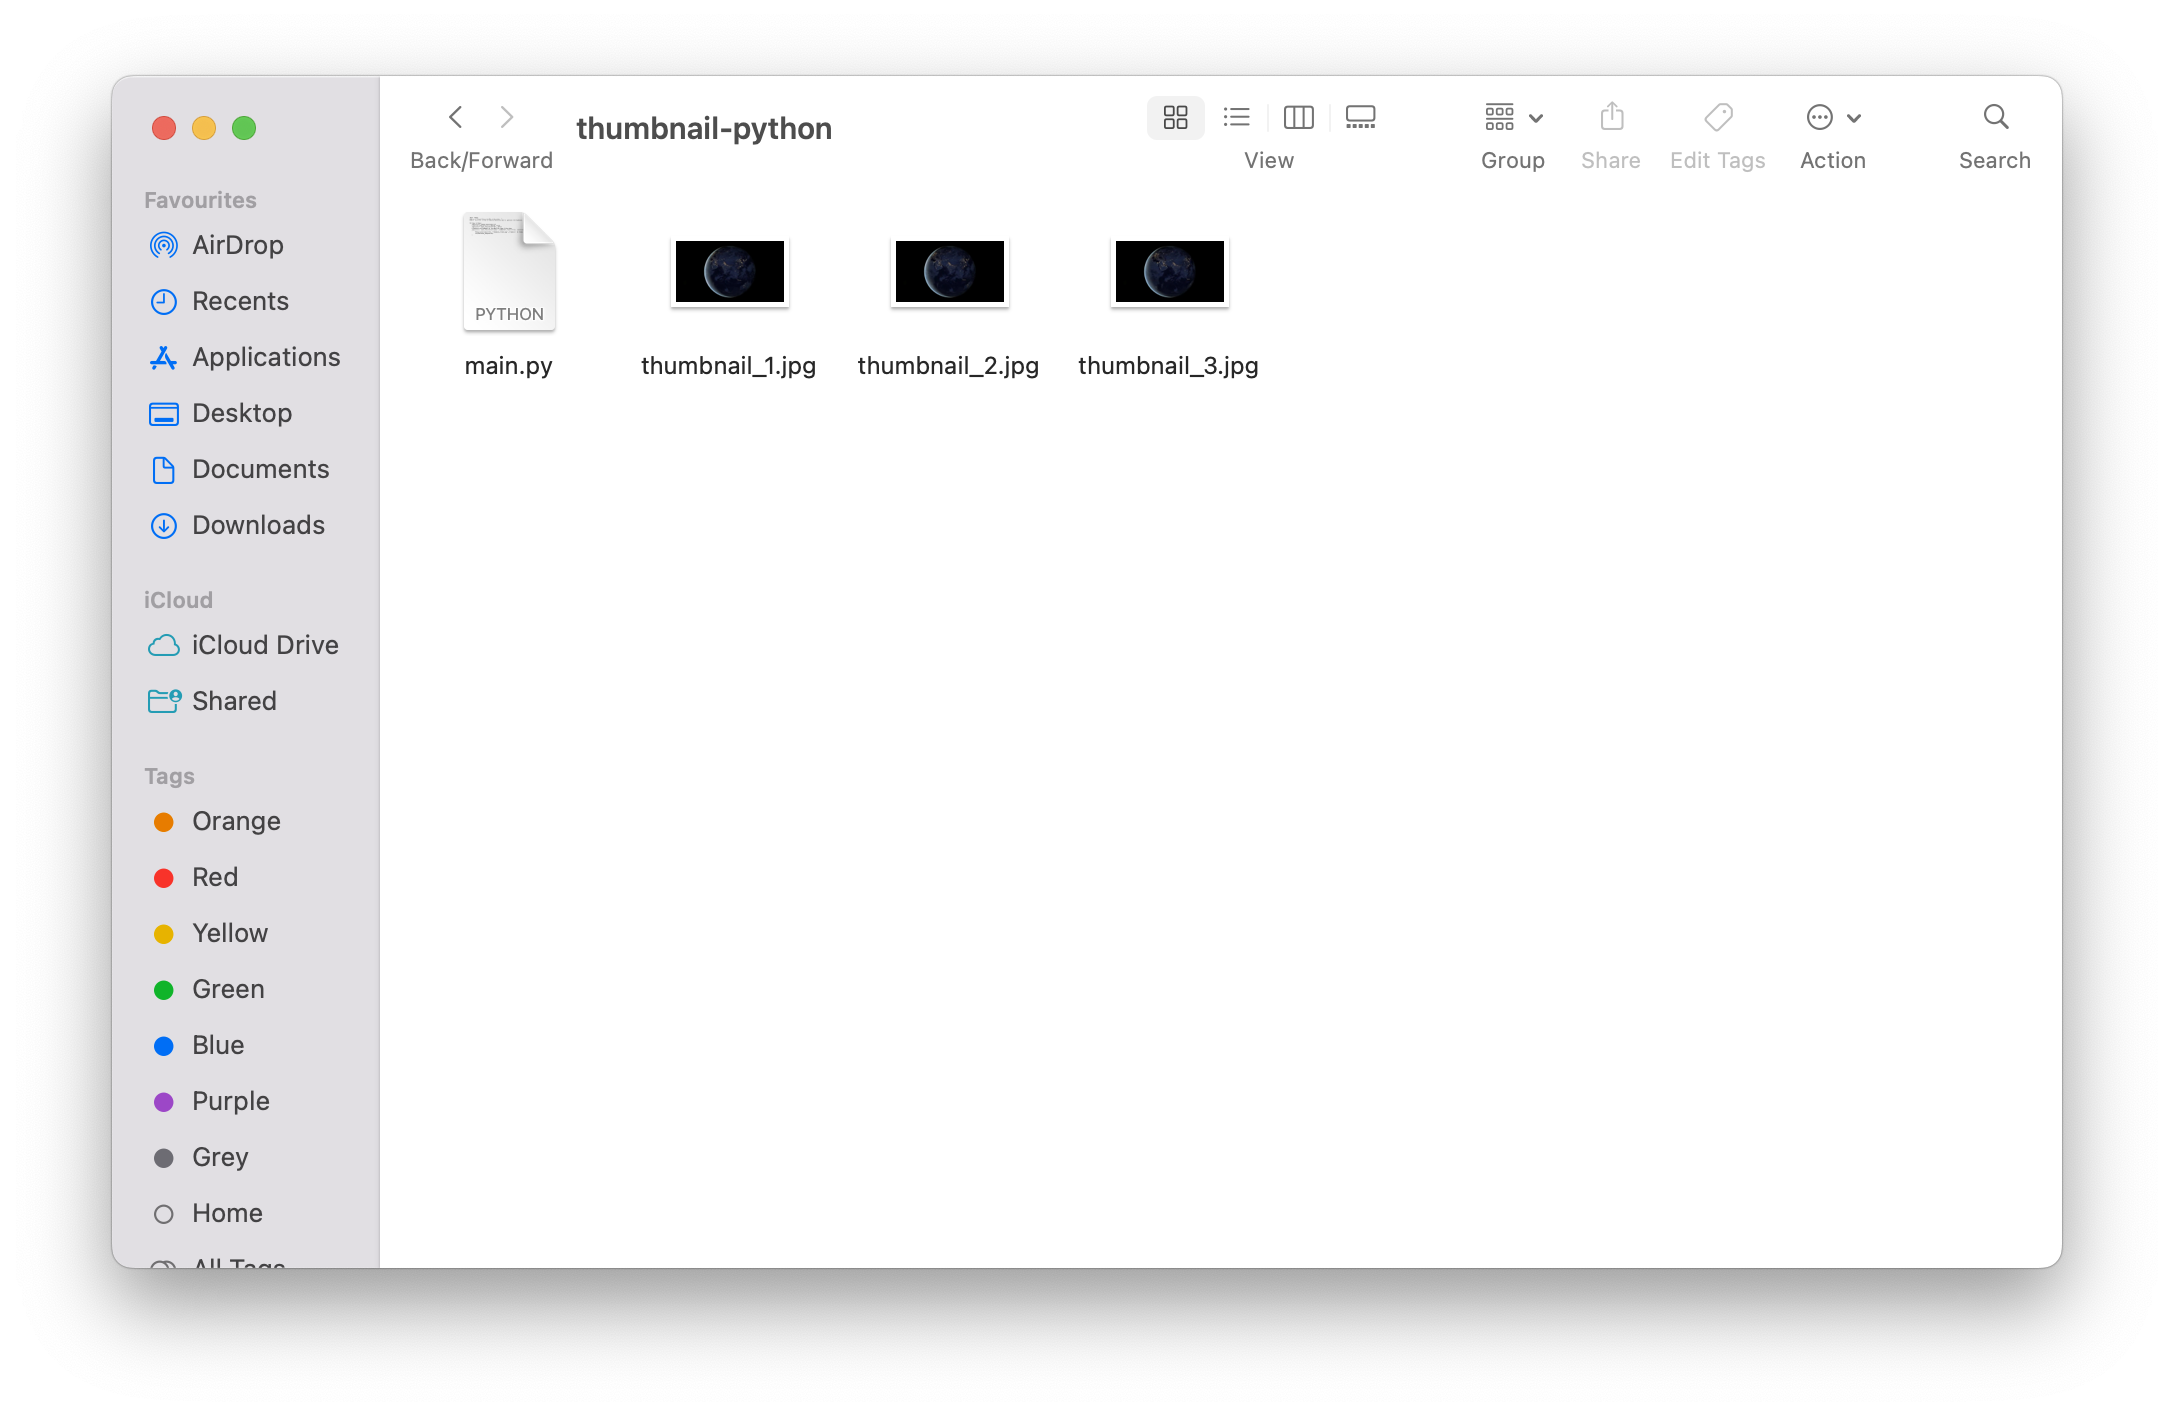 thumbnail-python
Back/Forward
View
Group
Share
Edit Tags
Action
Search
Favourites
AirDrop
Recents
Applications
Desktop
Documents
Downloads
iCloud
iCloud Drive
Shared
Tags
Orange
Red
Yellow
Green
Blue
Purple
Grey
Home
All Tags
PYTHON
main.py
thumbnail_1.jpg
thumbnail_2.jpg
thumbnail_3.jpg